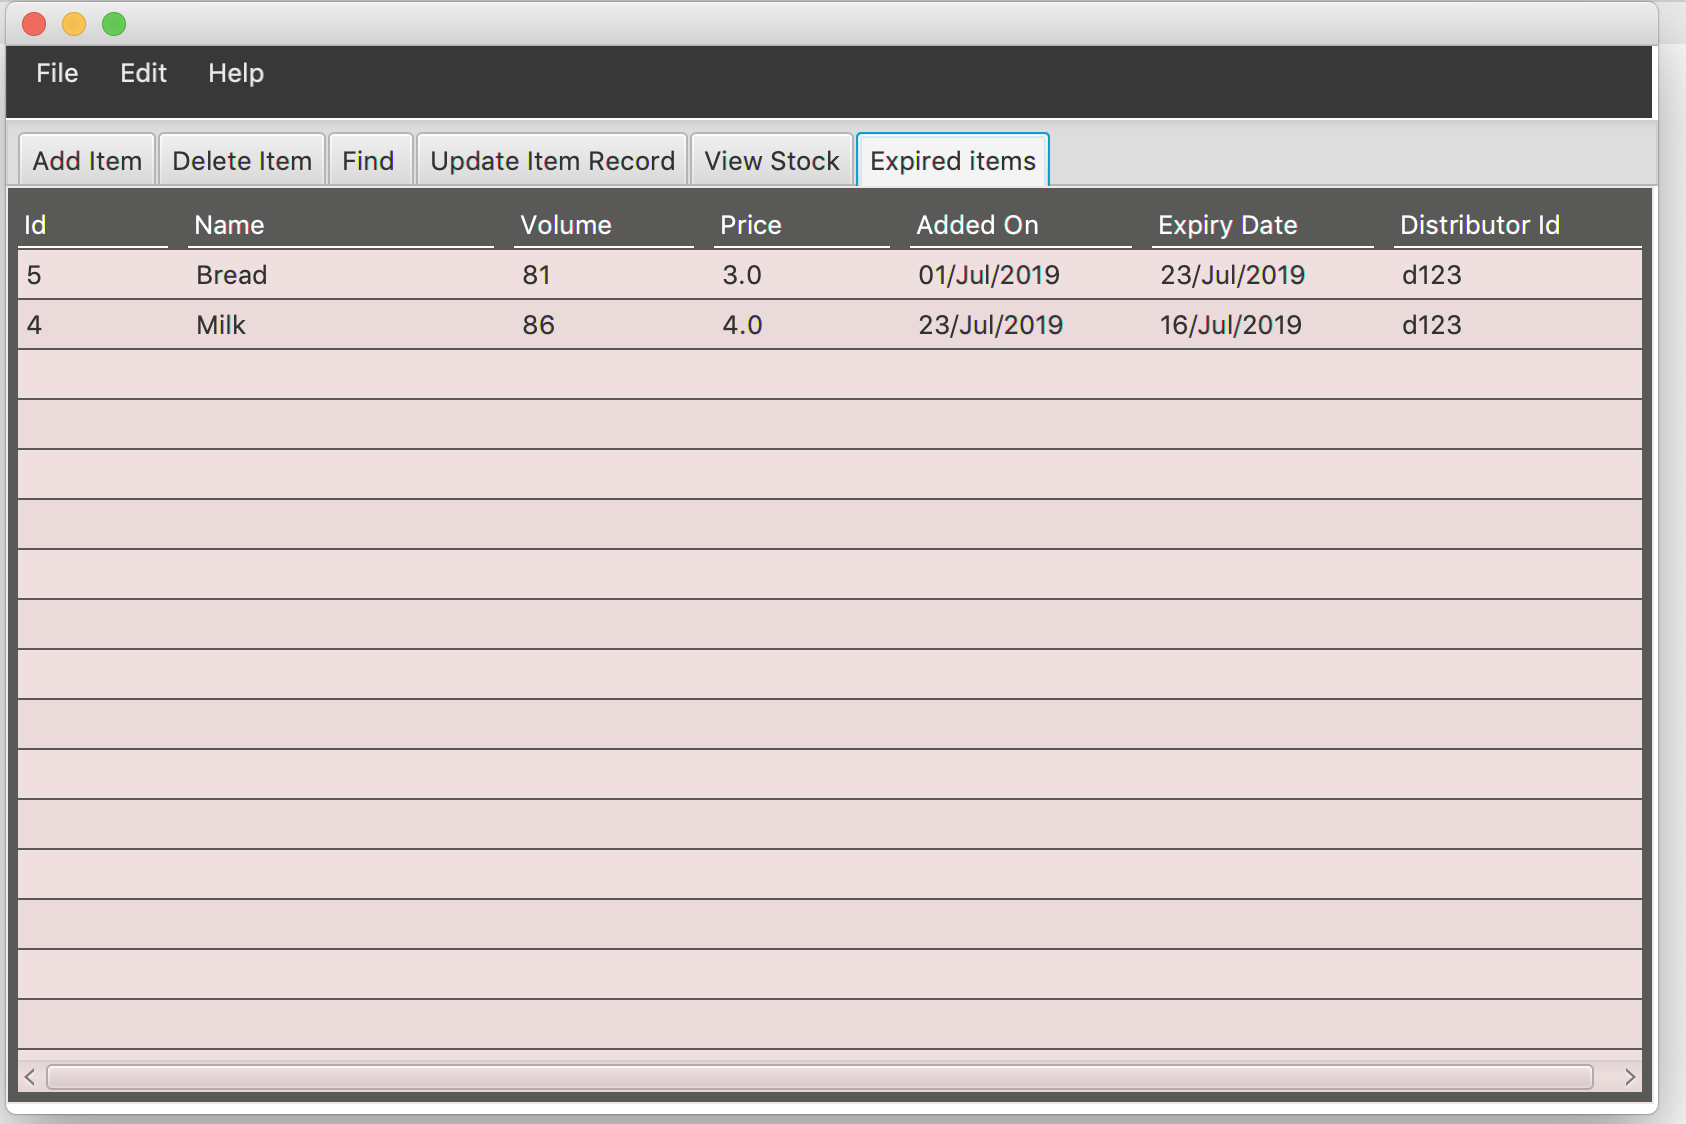 File Edit Help
Add Item Delete Item Find Update Item Record View Stock Expired items
Id Name Volume Price Added On Expiry Date Distributor Id
5 Bread 81 3.0 01/Jul/2019 23/Jul/2019 d123
4 Milk 86 4.0 23/Jul/2019 16/Jul/2019 d123